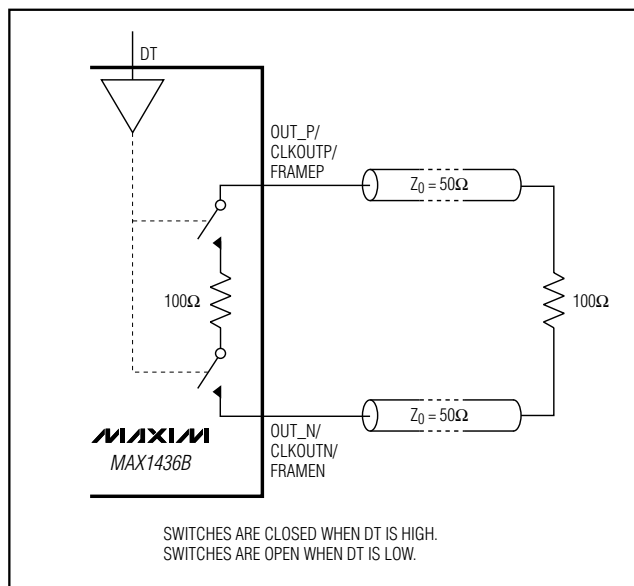 DT
OUT_P/
CLKOUTP/
FRAMEP
Z0 = 50Ω
100Ω
100Ω
Z0 = 50Ω
MAXIM
MAX1436B
OUT_N/
CLKOUTN/
FRAMEN
SWITCHES ARE CLOSED WHEN DT IS HIGH.
SWITCHES ARE OPEN WHEN DT IS LOW.